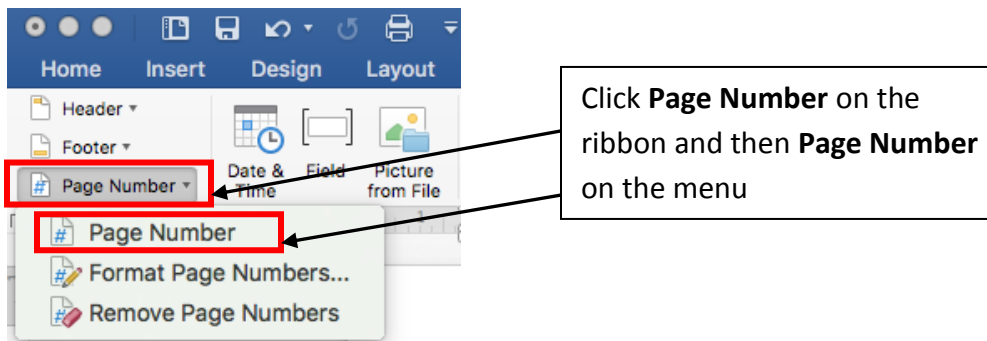 Home Insert Design Layout
Header
Footer
Page Number
Date & Time
Field
Picture from File
Page Number
Format Page Numbers...
Remove Page Numbers
1
Click Page Number on the
ribbon and then Page Number
on the menu